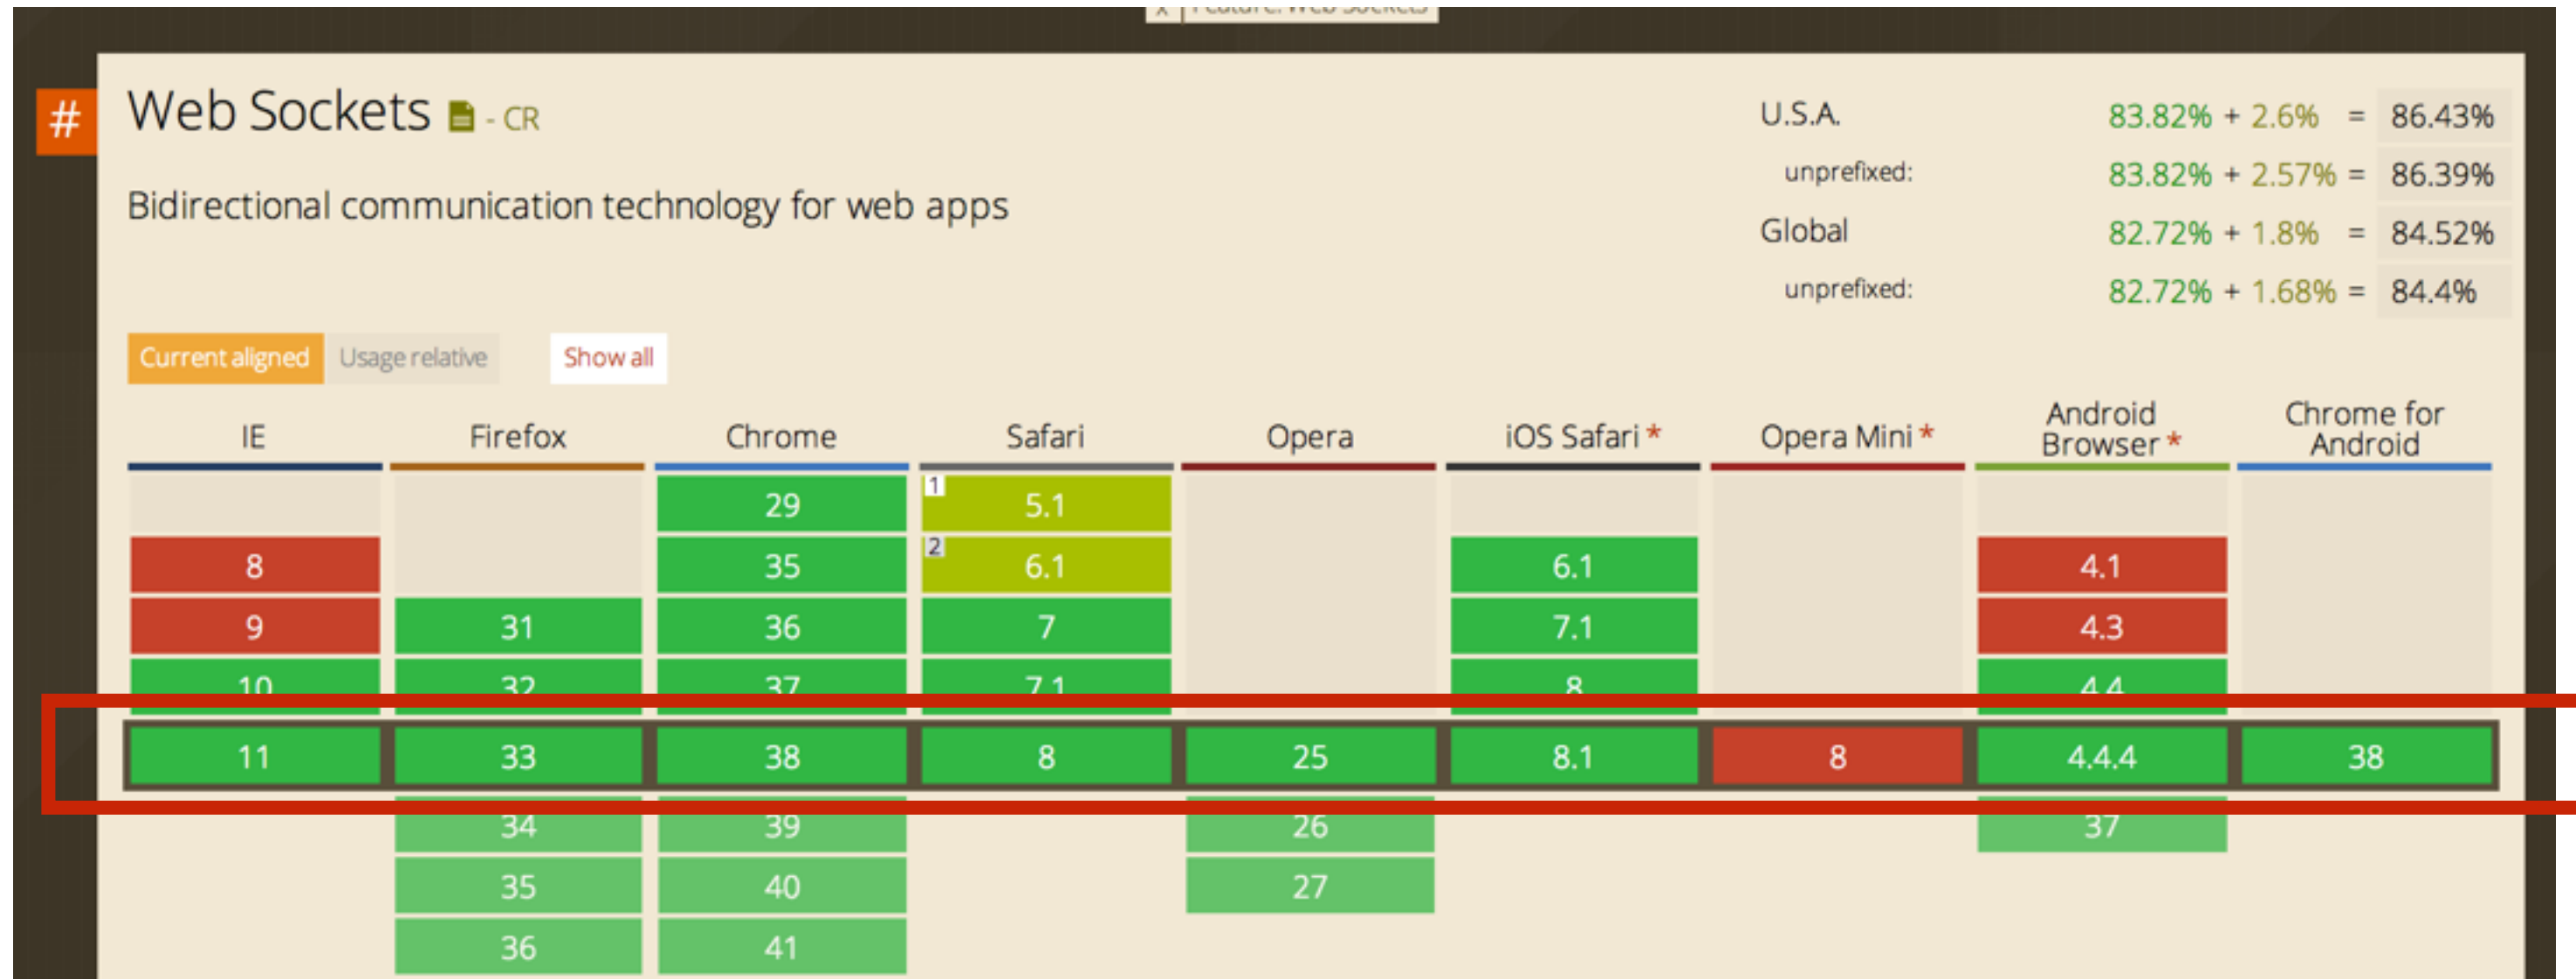 x Feature: Web Sockets
#
Web Sockets - CR
Bidirectional communication technology for web apps
U.S.A. 83.82% + 2.6% = 86.43%
unprefixed: 83.82% + 2.57% = 86.39%
Global 82.72% + 1.8% = 84.52%
unprefixed: 82.72% + 1.68% = 84.4%
Current aligned Usage relative Show all
IE Firefox Chrome Safari Opera iOS Safari * Opera Mini * Android Browser * Chrome for Android
29 1 5.1
8 35 2 6.1 6.1 4.1
9 31 36 7 7.1 4.3
10 32 37 7.1 8 4.4
11 33 38 8 25 8.1 8 4.4.4 38
34 39 26 37
35 40 27
36 41